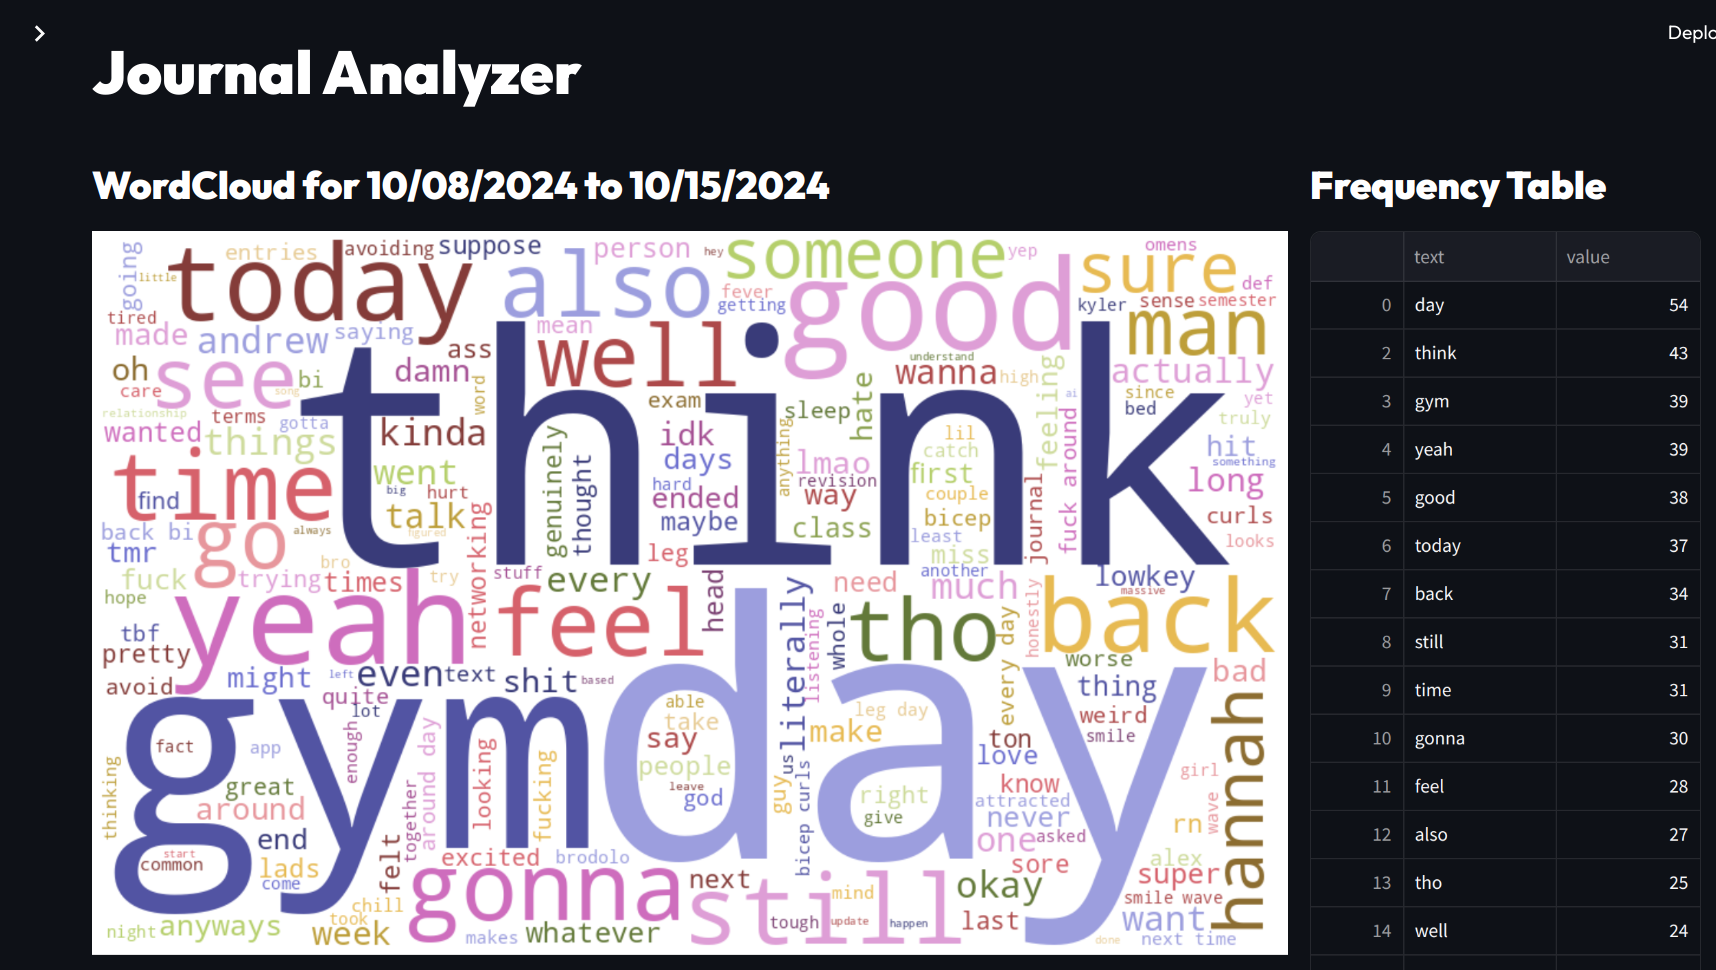 Deplo
Journal Analyzer
WordCloud for 10/08/2024 to 10/15/2024
Frequency Table
text value
0 day 54
2 think 43
3 gym 39
4 yeah 39
5 good 38
6 today 37
7 back 34
8 still 31
9 time 31
10 gonna 30
11 feel 28
12 also 27
13 tho 25
14 well 24
going
entries
avoiding
suppose
person
hey
someone
yep
omens
little
today
also
fever
getting
good
sure
def
kyler
sense
semester
tired
made
andrew
saying
mean
well
man
oh
see
bi
ass
damn
understand
wanna
high
actually
care
song
word
think
exam
sleep
hate
feeling
ai
since
bed
yet
relationship
terms
gotta
truly
wanted
things
kinda
idk
days
anything
lil
catch
hit
something
time
find
went
big
hurt
genuinely
thought
hard
ended
maybe
lmao
revision
way
first
couple
bicep
long
curls
looks
back bi
go
always
talk
figured
networking
class
least
miss
journal
fuck around
tmr
leg
bro
fuck
trying
times
try
stuff
every
head
need
another
much
lowkey
massive
hope
yeah
feel
literally
listening
whole
tho
honestly
back
tbf
pretty
every day
worse
avoid
might
left
even
text
shit
based
thing
bad
quite
lot
able
take
make
leg day
weird
smile
hannah
gym
day
fact
app
enough
around day
looking
fucking
say
people
leave
god
us
guy
bicep curls
ton
love
know
girl
thinking
great
around
together
right
give
attracted
never
rn
wave
end
start
common
lads
come
felt
excited
brodolo
one
asked
sore
alex
super
chill
gonna
next
still
mind
okay
smile wave
night
anyways
took
week
makes
whatever
tough
update
happen
last
want
done
next time